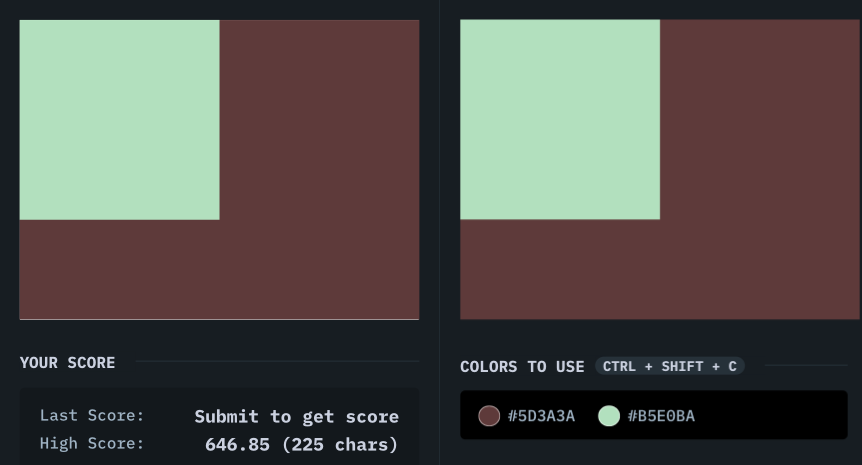 YOUR SCORE
Last Score: Submit to get score
High Score: 646.85 (225 chars)
COLORS TO USE CTRL + SHIFT + C
#5D3A3A #B5E0BA